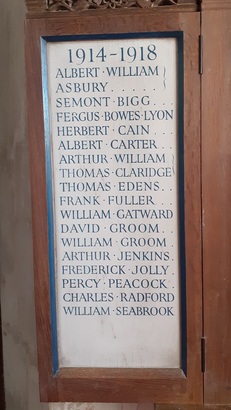 1914-1918
ALBERT·WILLIAM
ASBURY.....
SEMONT·BIGG...
FERGUS·BOWES·LYON
HERBERT·CAIN...
ALBERT·CARTER
ARTHUR·WILLIAM
THOMAS·CLARIDGE
THOMAS·EDENS..
FRANK·FULLER..
WILLIAM·GATWARD
DAVID·GROOM...
WILLIAM·GROOM..
ARTHUR·JENKINS.
FREDERICK·JOLLY.
PERCY·PEACOCK..
CHARLES·RADFORD
WILLIAM·SEABROOK